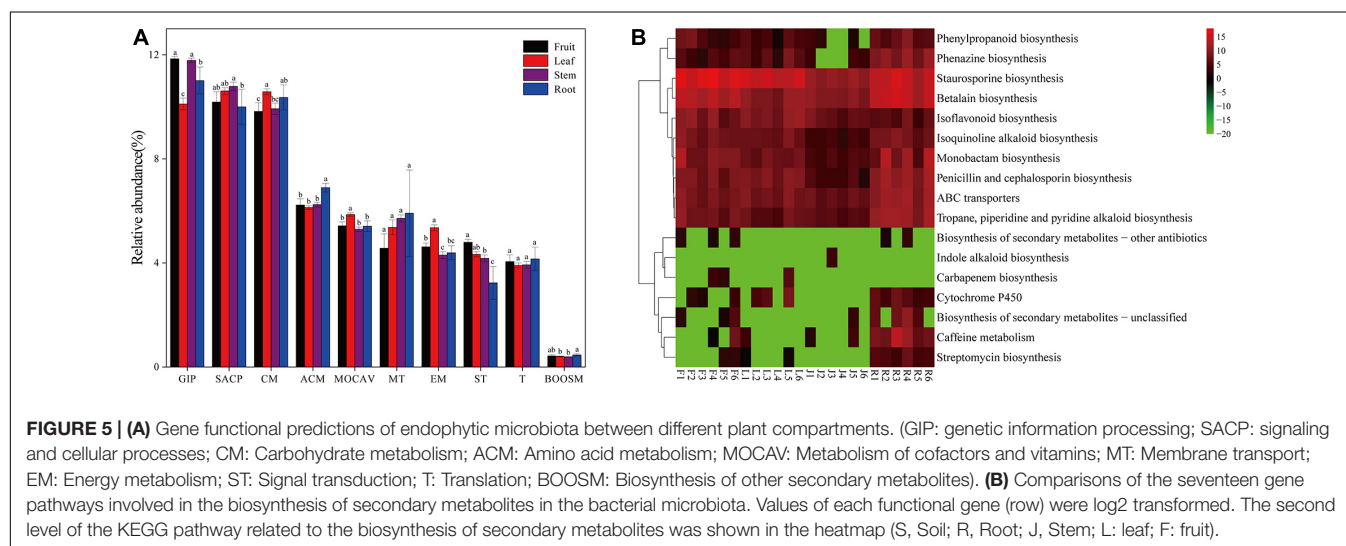 A
Fruit
Leaf
Stem
Root
Relative abundance(%)
12
8
4
0
a c a b
ab ab a b
c a bc ab
b b b a
b a b b
a a a a
b a c bc
a ab b c
a a a a
ab b b a
GIP SACP CM ACM MOCAV MT EM ST T BOOSM
B
Phenylpropanoid biosynthesis
Phenazine biosynthesis
Staurosporine biosynthesis
Betalain biosynthesis
Isoflavonoid biosynthesis
Isoquinoline alkaloid biosynthesis
Monobactam biosynthesis
Penicillin and cephalosporin biosynthesis
ABC transporters
Tropane, piperidine and pyridine alkaloid biosynthesis
Biosynthesis of secondary metabolites − other antibiotics
Indole alkaloid biosynthesis
Carbapenem biosynthesis
Cytochrome P450
Biosynthesis of secondary metabolites − unclassified
Caffeine metabolism
Streptomycin biosynthesis
F1 F2 F3 F4 F5 F6 L1 L2 L3 L4 L5 L6 J1 J2 J3 J4 J5 J6 R1 R2 R3 R4 R5 R6
15
10
5
0
−5
−10
−15
−20
FIGURE 5 | (A) Gene functional predictions of endophytic microbiota between different plant compartments. (GIP: genetic information processing; SACP: signaling
and cellular processes; CM: Carbohydrate metabolism; ACM: Amino acid metabolism; MOCAV: Metabolism of cofactors and vitamins; MT: Membrane transport;
EM: Energy metabolism; ST: Signal transduction; T: Translation; BOOSM: Biosynthesis of other secondary metabolites). (B) Comparisons of the seventeen gene
pathways involved in the biosynthesis of secondary metabolites in the bacterial microbiota. Values of each functional gene (row) were log2 transformed. The second
level of the KEGG pathway related to the biosynthesis of secondary metabolites was shown in the heatmap (S, Soil; R, Root; J, Stem; L: leaf; F: fruit).